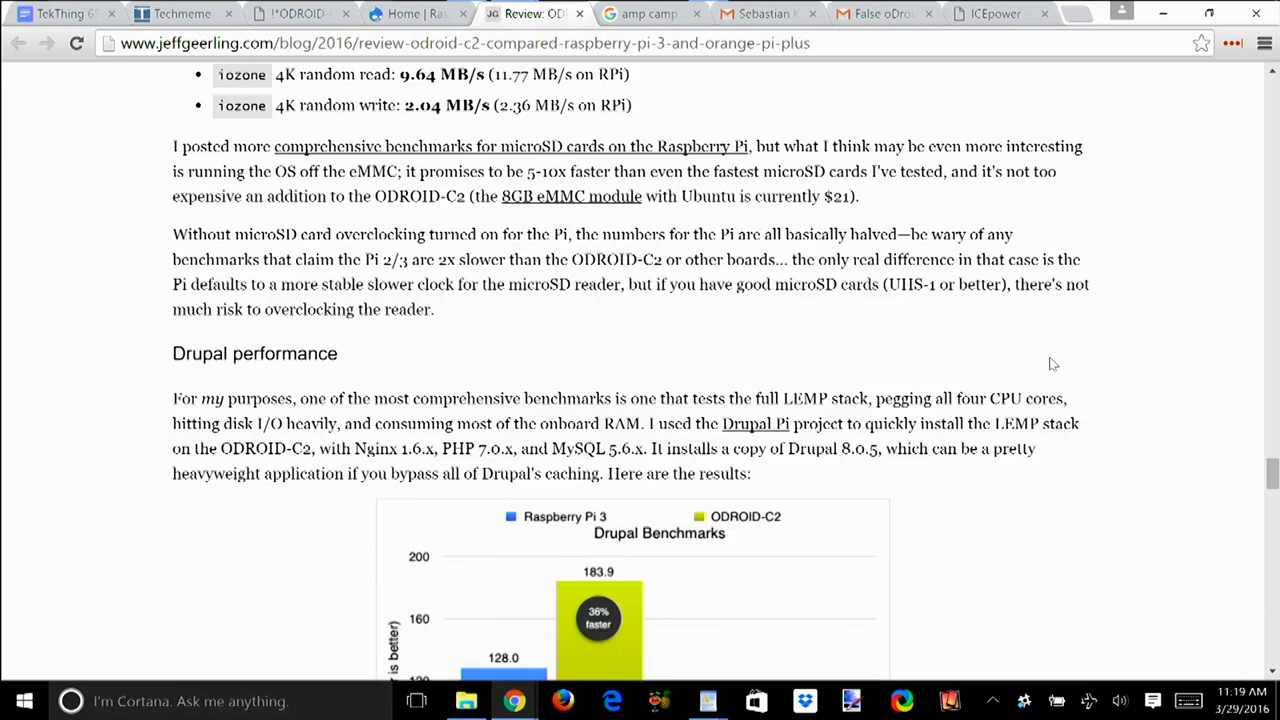 TekThing 6
Techmeme
!*ODROID
Home | Ras
Review: OD
amp camp
Sebastian K
False oDro
ICEpower
www.jeffgeerling.com/blog/2016/review-odroid-c2-compared-raspberry-pi-3-and-orange-pi-plus
iozone 4K random read: 9.64 MB/s (11.77 MB/s on RPi)
iozone 4K random write: 2.04 MB/s (2.36 MB/s on RPi)
I posted more comprehensive benchmarks for microSD cards on the Raspberry Pi, but what I think may be even more interesting
is running the OS off the eMMC; it promises to be 5-10x faster than even the fastest microSD cards I've tested, and it's not too
expensive an addition to the ODROID-C2 (the 8GB eMMC module with Ubuntu is currently $21).
Without microSD card overclocking turned on for the Pi, the numbers for the Pi are all basically halved—be wary of any
benchmarks that claim the Pi 2/3 are 2x slower than the ODROID-C2 or other boards... the only real difference in that case is the
Pi defaults to a more stable slower clock for the microSD reader, but if you have good microSD cards (UHS-1 or better), there's not
much risk to overclocking the reader.
Drupal performance
For my purposes, one of the most comprehensive benchmarks is one that tests the full LEMP stack, pegging all four CPU cores,
hitting disk I/O heavily, and consuming most of the onboard RAM. I used the Drupal Pi project to quickly install the LEMP stack
on the ODROID-C2, with Nginx 1.6.x, PHP 7.0.x, and MySQL 5.6.x. It installs a copy of Drupal 8.0.5, which can be a pretty
heavyweight application if you bypass all of Drupal's caching. Here are the results:
Raspberry Pi 3 ODROID-C2
Drupal Benchmarks
200
183.9
160
36%
faster
is better)
128.0
I'm Cortana. Ask me anything.
11:19 AM
3/29/2016